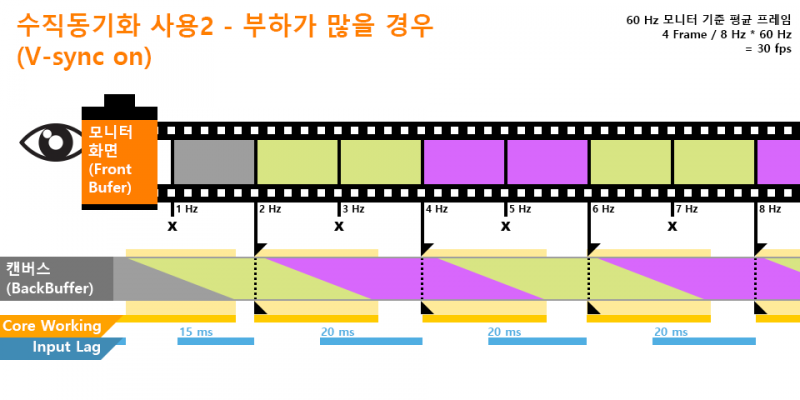 수직동기화 사용2 - 부하가 많을 경우
(V-sync on)
60 Hz 모니터 기준 평균 프레임
4 Frame / 8 Hz * 60 Hz
= 30 fps
모니터
화면
(Front
Bufer)
1 Hz
2 Hz
3 Hz
4 Hz
5 Hz
6 Hz
7 Hz
8 Hz
x
x
x
x
캔버스
(BackBuffer)
Core Working
15 ms
20 ms
20 ms
20 ms
Input Lag